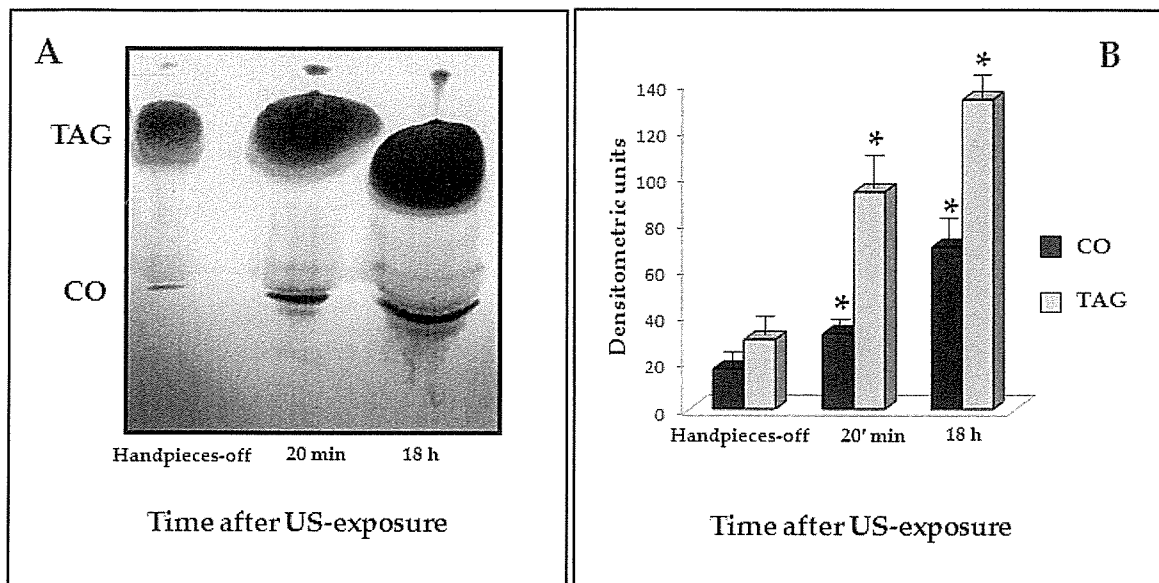 A
TAG
CO
Handpieces-off 20 min 18 h
Time after US-exposure
B
Densitometric units
140
120
100
80
60
40
20
0
* * * *
CO
TAG
Handpieces-off 20' min 18 h
Time after US-exposure